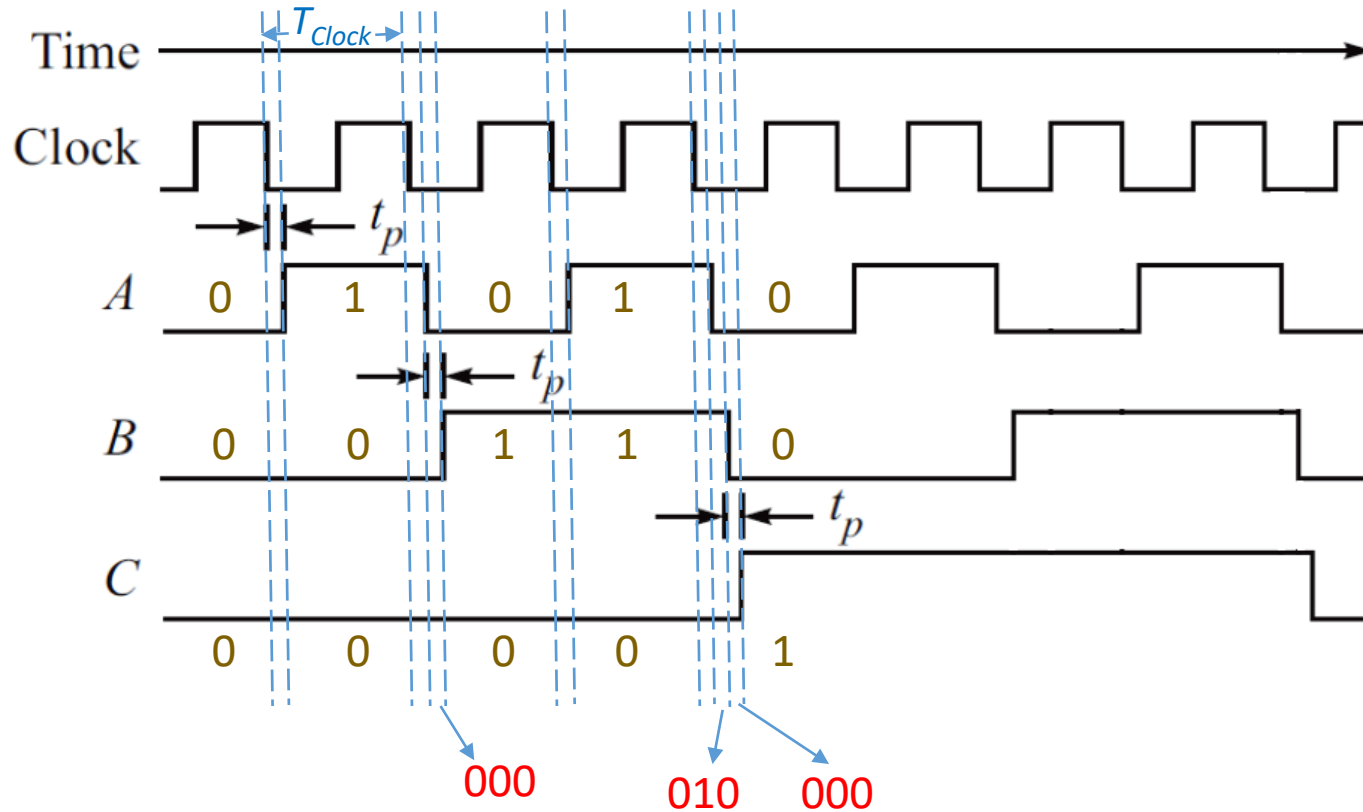 T_Clock
Time
Clock
t_p
A 0 1 0 1 0
t_p
B 0 0 1 1 0
t_p
C
0 0 0 0 1
000 010 000